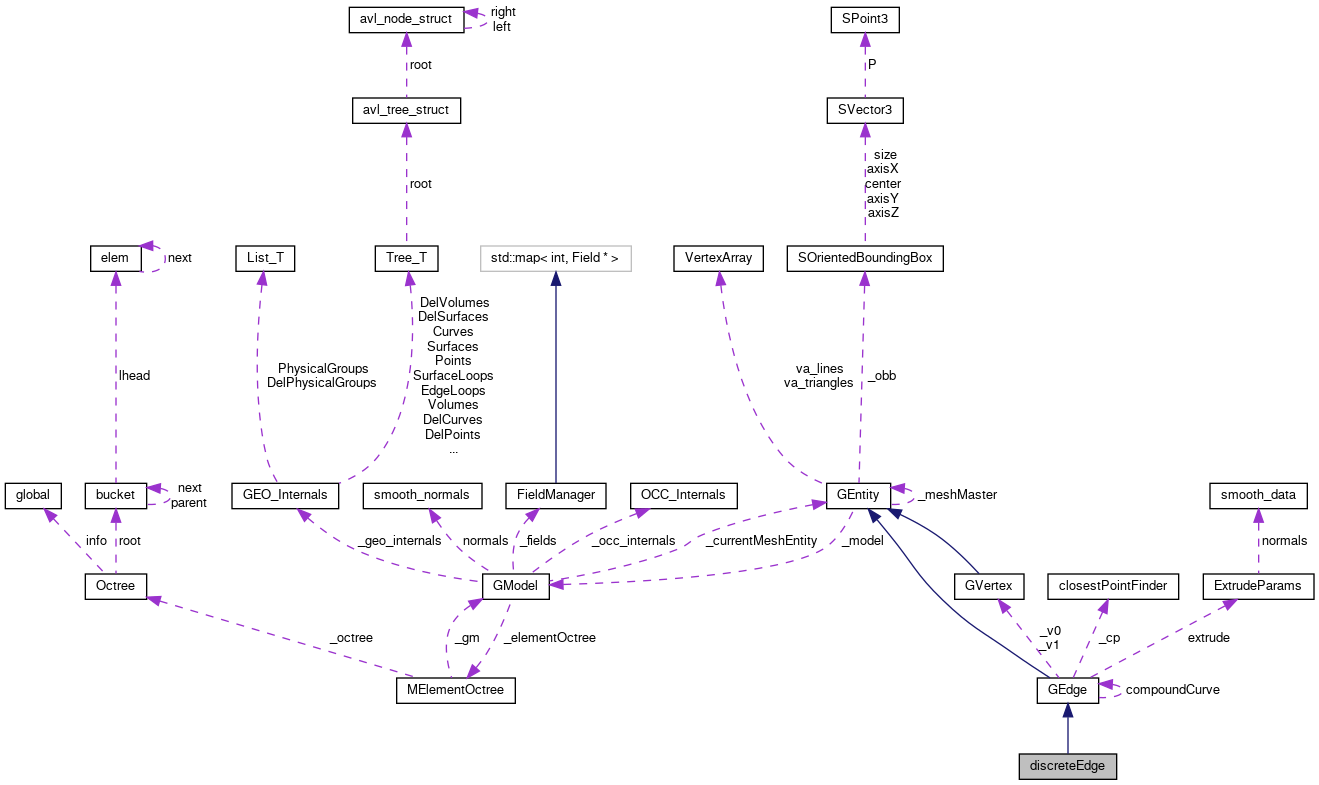 avl_node_struct
right
left
SPoint3
root
P
avl_tree_struct
SVector3
root
size
axisX
center
axisY
axisZ
elem
next
List_T
Tree_T
std::map< int, Field * >
VertexArray
SOrientedBoundingBox
DelVolumes
DelSurfaces
Curves
Surfaces
Points
SurfaceLoops
EdgeLoops
Volumes
DelCurves
DelPoints
...
lhead
PhysicalGroups
DelPhysicalGroups
va_lines
va_triangles
_obb
global
bucket
next
parent
GEO_Internals
smooth_normals
FieldManager
OCC_Internals
GEntity
_meshMaster
smooth_data
info
root
_geo_internals
normals
_fields
_occ_internals
_currentMeshEntity
_model
normals
Octree
GModel
GVertex
closestPointFinder
ExtrudeParams
_octree
_gm
_elementOctree
_v0
_v1
_cp
extrude
MElementOctree
GEdge
compoundCurve
discreteEdge